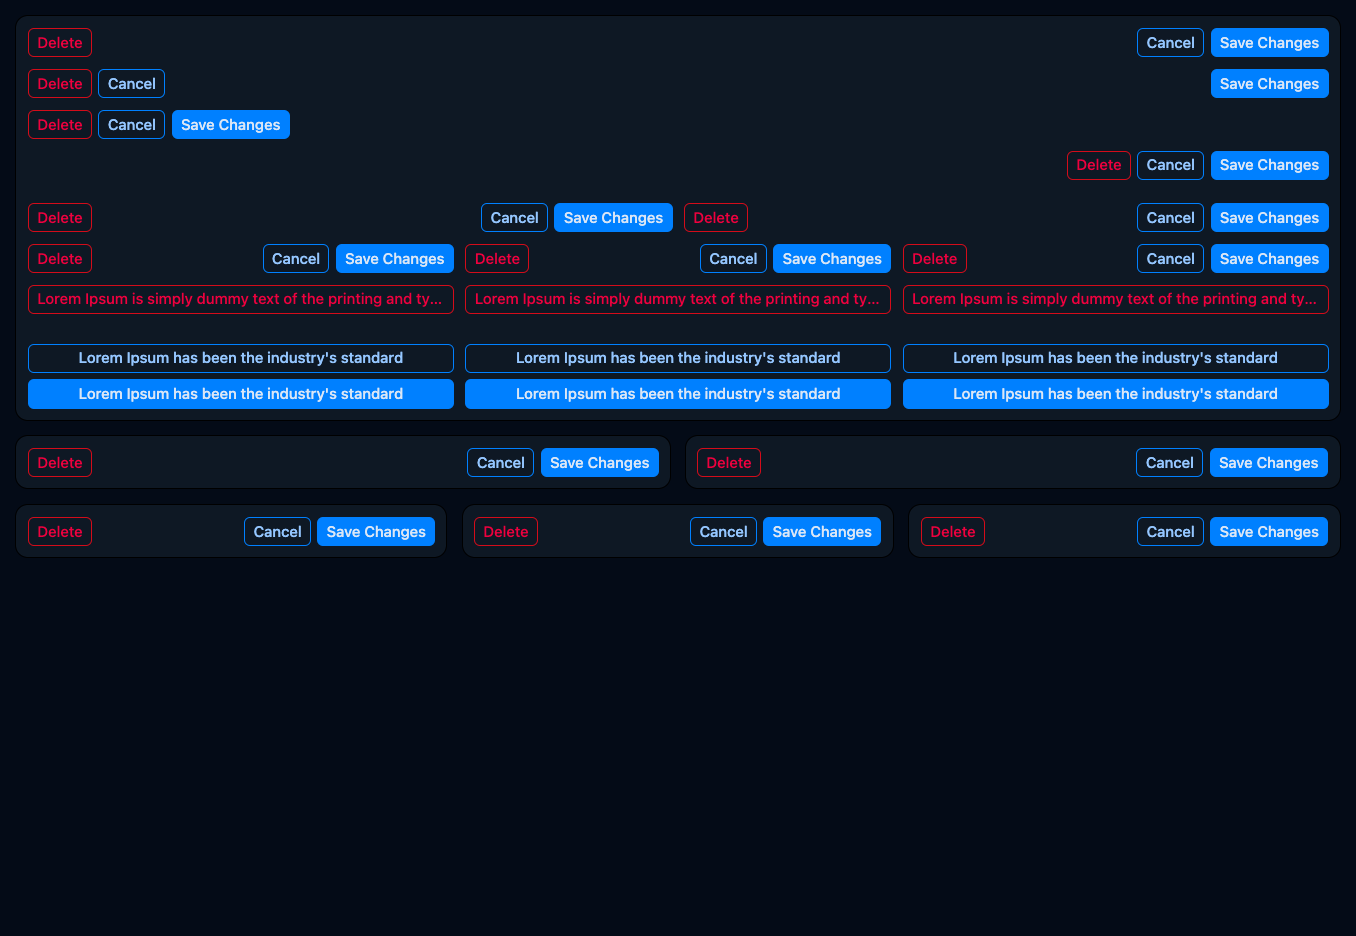 Delete Cancel Save Changes
Delete Cancel Save Changes
Delete Cancel Save Changes
Delete Cancel Save Changes
Delete Cancel Save Changes Delete Cancel Save Changes
Delete Cancel Save Changes Delete Cancel Save Changes Delete Cancel Save Changes
Lorem Ipsum is simply dummy text of the printing and ty... Lorem Ipsum is simply dummy text of the printing and ty... Lorem Ipsum is simply dummy text of the printing and ty...
Lorem Ipsum has been the industry's standard Lorem Ipsum has been the industry's standard Lorem Ipsum has been the industry's standard
Lorem Ipsum has been the industry's standard Lorem Ipsum has been the industry's standard Lorem Ipsum has been the industry's standard
Delete Cancel Save Changes Delete Cancel Save Changes
Delete Cancel Save Changes Delete Cancel Save Changes Delete Cancel Save Changes